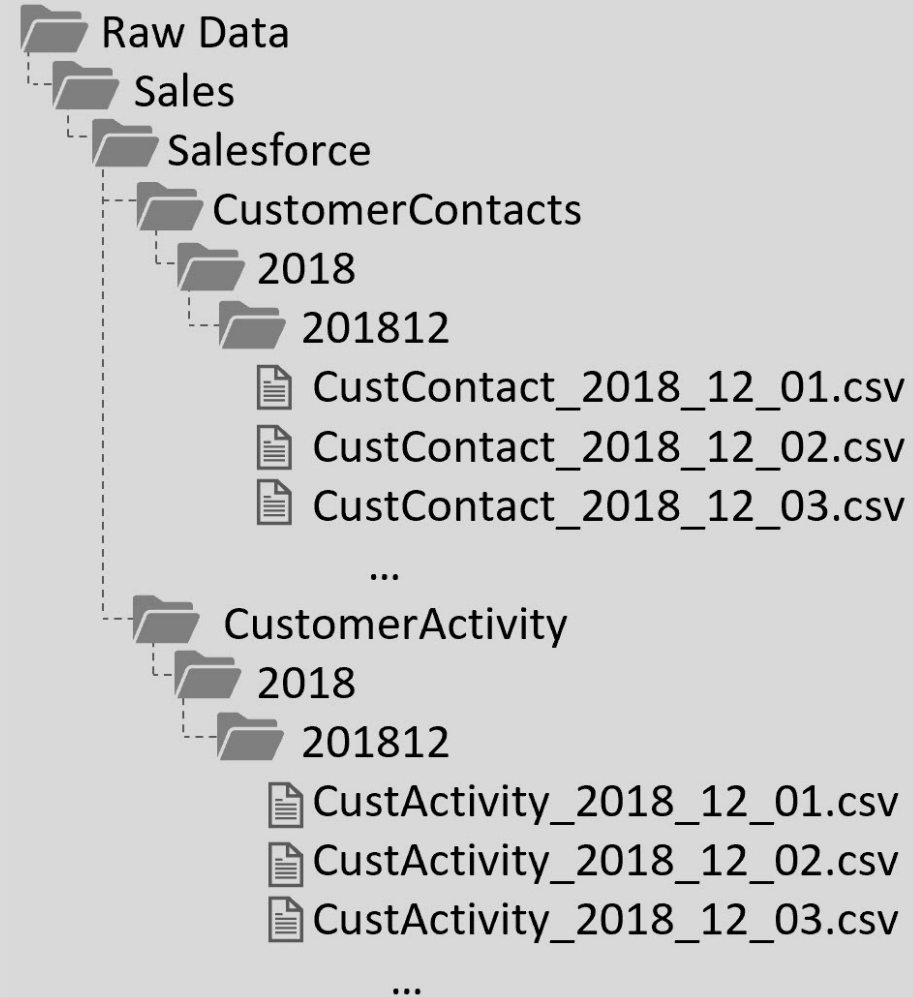 Raw Data
Sales
Salesforce
CustomerContacts
2018
201812
CustContact_2018_12_01.csv
CustContact_2018_12_02.csv
CustContact_2018_12_03.csv
...
CustomerActivity
2018
201812
CustActivity_2018_12_01.csv
CustActivity_2018_12_02.csv
CustActivity_2018_12_03.csv
...